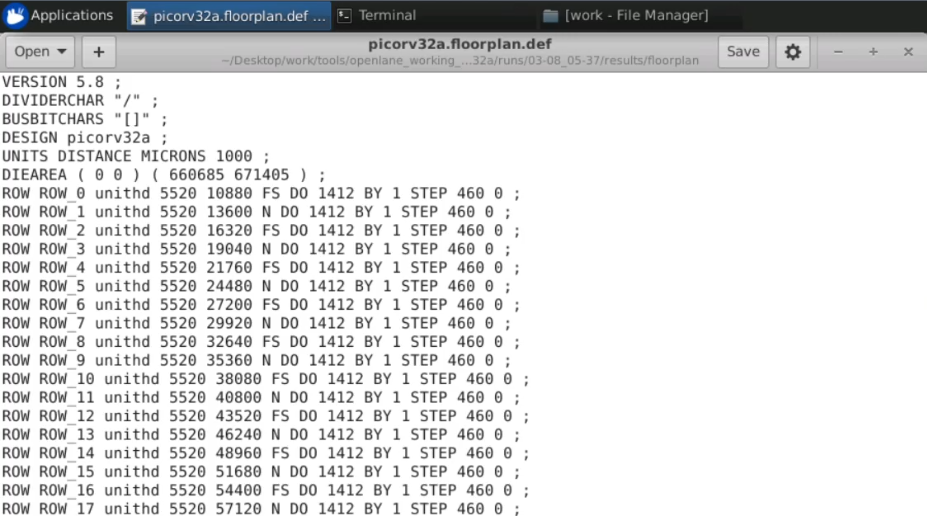 Applications
picorv32a.floorplan.def ...
Terminal
[work - File Manager]
Open
+
picorv32a.floorplan.def
~/Desktop/work/tools/openlane_working_...32a/runs/03-08_05-37/results/floorplan
Save
VERSION 5.8 ;
DIVIDERCHAR "/" ;
BUSBITCHARS "[]" ;
DESIGN picorv32a ;
UNITS DISTANCE MICRONS 1000 ;
DIEAREA ( 0 0 ) ( 660685 671405 ) ;
ROW ROW_0 unithd 5520 10880 FS DO 1412 BY 1 STEP 460 0 ;
ROW ROW_1 unithd 5520 13600 N DO 1412 BY 1 STEP 460 0 ;
ROW ROW_2 unithd 5520 16320 FS DO 1412 BY 1 STEP 460 0 ;
ROW ROW_3 unithd 5520 19040 N DO 1412 BY 1 STEP 460 0 ;
ROW ROW_4 unithd 5520 21760 FS DO 1412 BY 1 STEP 460 0 ;
ROW ROW_5 unithd 5520 24480 N DO 1412 BY 1 STEP 460 0 ;
ROW ROW_6 unithd 5520 27200 FS DO 1412 BY 1 STEP 460 0 ;
ROW ROW_7 unithd 5520 29920 N DO 1412 BY 1 STEP 460 0 ;
ROW ROW_8 unithd 5520 32640 FS DO 1412 BY 1 STEP 460 0 ;
ROW ROW_9 unithd 5520 35360 N DO 1412 BY 1 STEP 460 0 ;
ROW ROW_10 unithd 5520 38080 FS DO 1412 BY 1 STEP 460 0 ;
ROW ROW_11 unithd 5520 40800 N DO 1412 BY 1 STEP 460 0 ;
ROW ROW_12 unithd 5520 43520 FS DO 1412 BY 1 STEP 460 0 ;
ROW ROW_13 unithd 5520 46240 N DO 1412 BY 1 STEP 460 0 ;
ROW ROW_14 unithd 5520 48960 FS DO 1412 BY 1 STEP 460 0 ;
ROW ROW_15 unithd 5520 51680 N DO 1412 BY 1 STEP 460 0 ;
ROW ROW_16 unithd 5520 54400 FS DO 1412 BY 1 STEP 460 0 ;
ROW ROW_17 unithd 5520 57120 N DO 1412 BY 1 STEP 460 0 ;